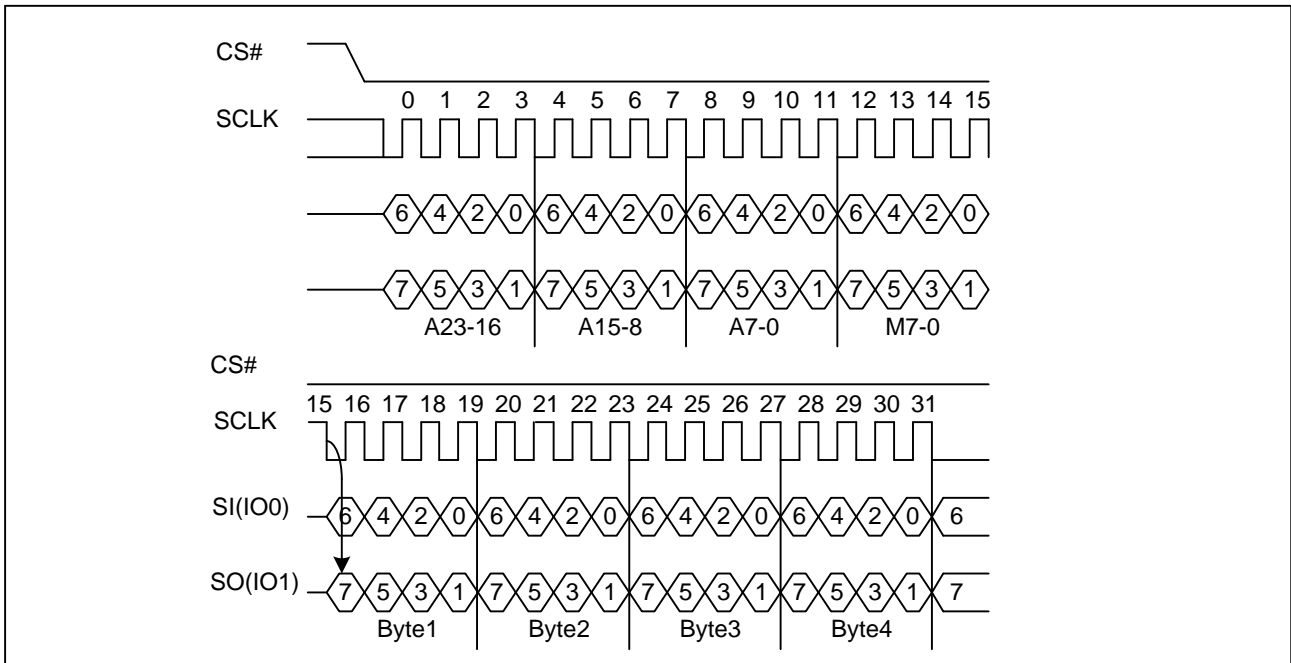 CS#
0 1 2 3 4 5 6 7 8 9 10 11 12 13 14 15
SCLK
6 4 2 0 6 4 2 0 6 4 2 0 6 4 2 0
7 5 3 1 7 5 3 1 7 5 3 1 7 5 3 1
A23-16 A15-8 A7-0 M7-0
CS#
15 16 17 18 19 20 21 22 23 24 25 26 27 28 29 30 31
SCLK
SI(IO0) 6 4 2 0 6 4 2 0 6 4 2 0 6 4 2 0 6
SO(IO1) 7 5 3 1 7 5 3 1 7 5 3 1 7 5 3 1 7
Byte1 Byte2 Byte3 Byte4